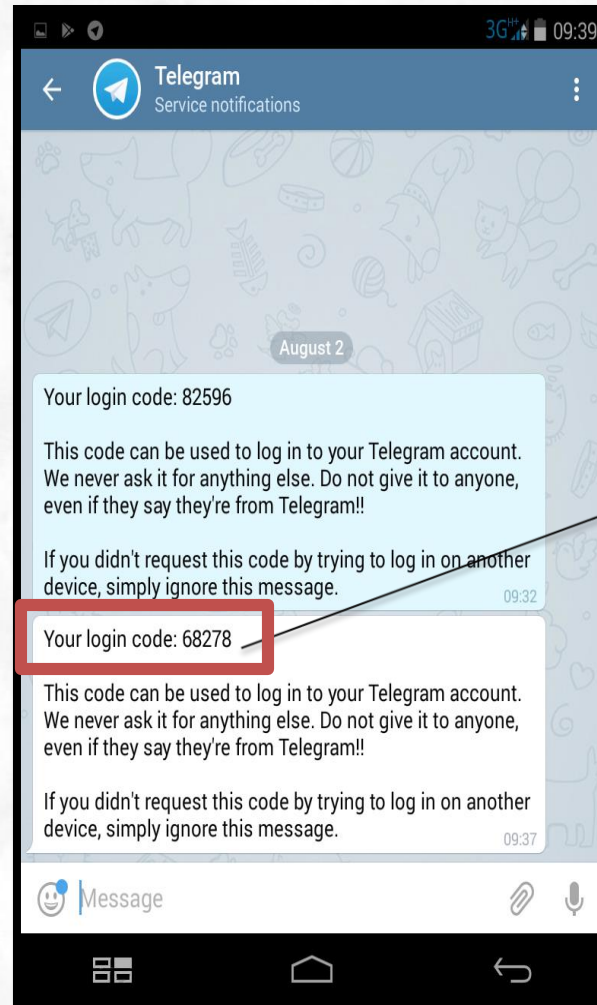 3G H+ 09:39
Telegram
Service notifications
August 2
Your login code: 82596
This code can be used to log in to your Telegram account.
We never ask it for anything else. Do not give it to anyone,
even if they say they're from Telegram!!
If you didn't request this code by trying to log in on another
device, simply ignore this message.
09:32
Your login code: 68278
This code can be used to log in to your Telegram account.
We never ask it for anything else. Do not give it to anyone,
even if they say they're from Telegram!!
If you didn't request this code by trying to log in on another
device, simply ignore this message.
09:37
Message